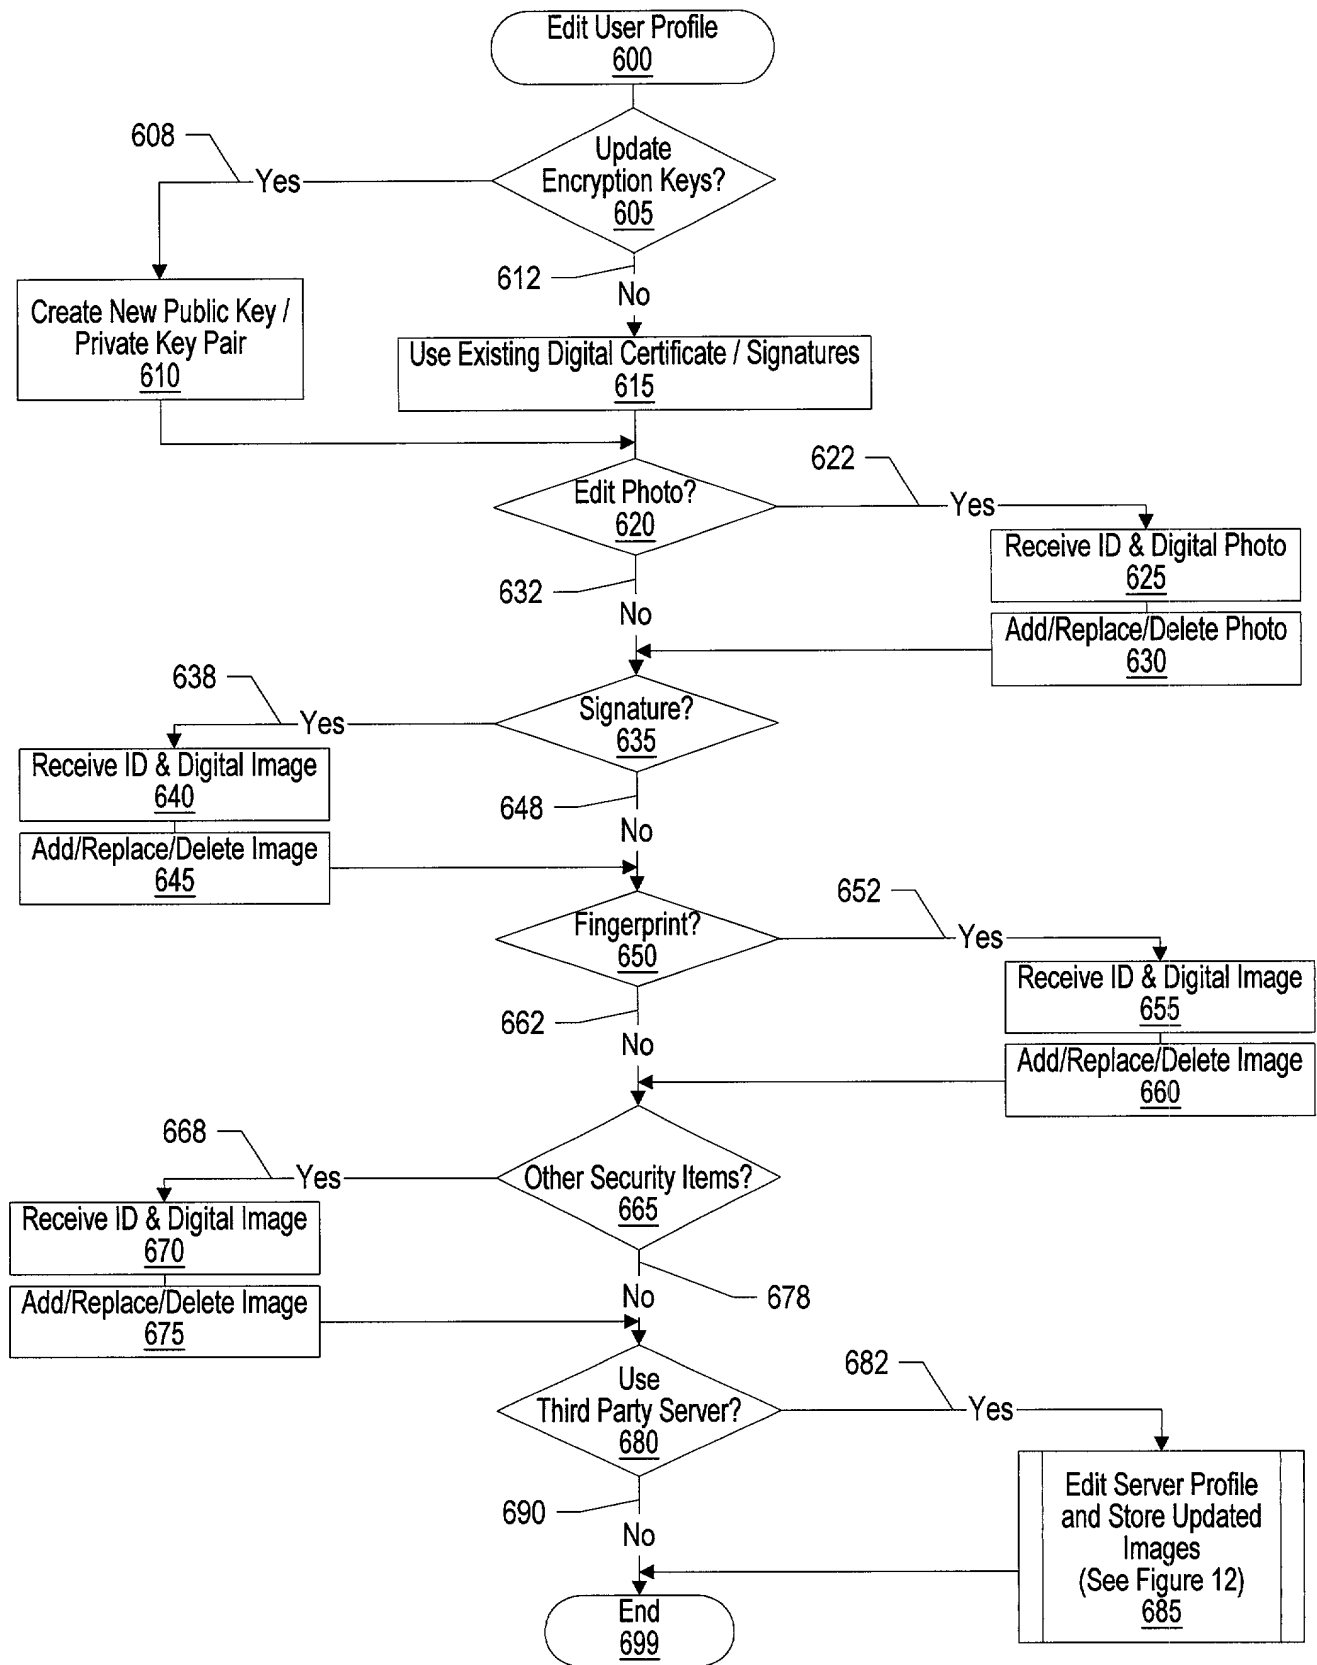 Edit User Profile
600
608
Yes
Update
Encryption Keys?
605
612
No
Create New Public Key /
Private Key Pair
610
Use Existing Digital Certificate / Signatures
615
622
Yes
Edit Photo?
620
Receive ID & Digital Photo
625
632
No
Add/Replace/Delete Photo
630
638
Yes
Signature?
635
Receive ID & Digital Image
640
648
No
Add/Replace/Delete Image
645
652
Yes
Fingerprint?
650
Receive ID & Digital Image
655
662
No
Add/Replace/Delete Image
660
668
Yes
Other Security Items?
665
Receive ID & Digital Image
670
No
678
Add/Replace/Delete Image
675
682
Yes
Use
Third Party Server?
680
690
No
Edit Server Profile
and Store Updated
Images
(See Figure 12)
685
End
699